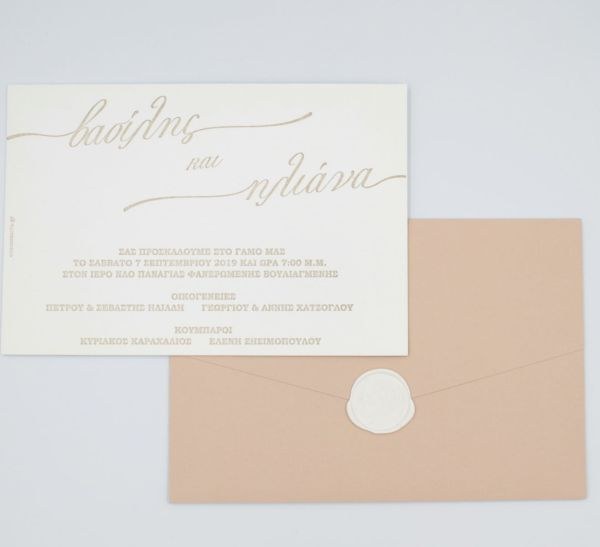 βασίλης
και
ηλιάνα
ΣΑΣ ΠΡΟΣΚΑΛΟΥΜΕ ΣΤΟ ΓΑΜΟ ΜΑΣ
ΤΟ ΣΑΒΒΑΤΟ 7 ΣΕΠΤΕΜΒΡΙΟΥ 2019 ΚΑΙ ΩΡΑ 7:00 Μ.Μ.
ΣΤΟΝ ΙΕΡΟ ΝΑΟ ΠΑΝΑΓΙΑΣ ΦΑΝΕΡΩΜΕΝΗΣ ΒΟΥΛΙΑΓΜΕΝΗΣ
ΟΙΚΟΓΕΝΕΙΕΣ
ΠΕΤΡΟΥ & ΣΕΒΑΣΤΗΣ ΗΛΙΑΔΗ ΓΕΩΡΓΙΟΥ & ΑΝΝΗΣ ΧΑΤΖΟΓΛΟΥ
ΚΟΥΜΠΑΡΟΙ
ΚΥΡΙΑΚΟΣ ΚΑΡΑΧΑΛΙΟΣ ΕΛΕΝΗ